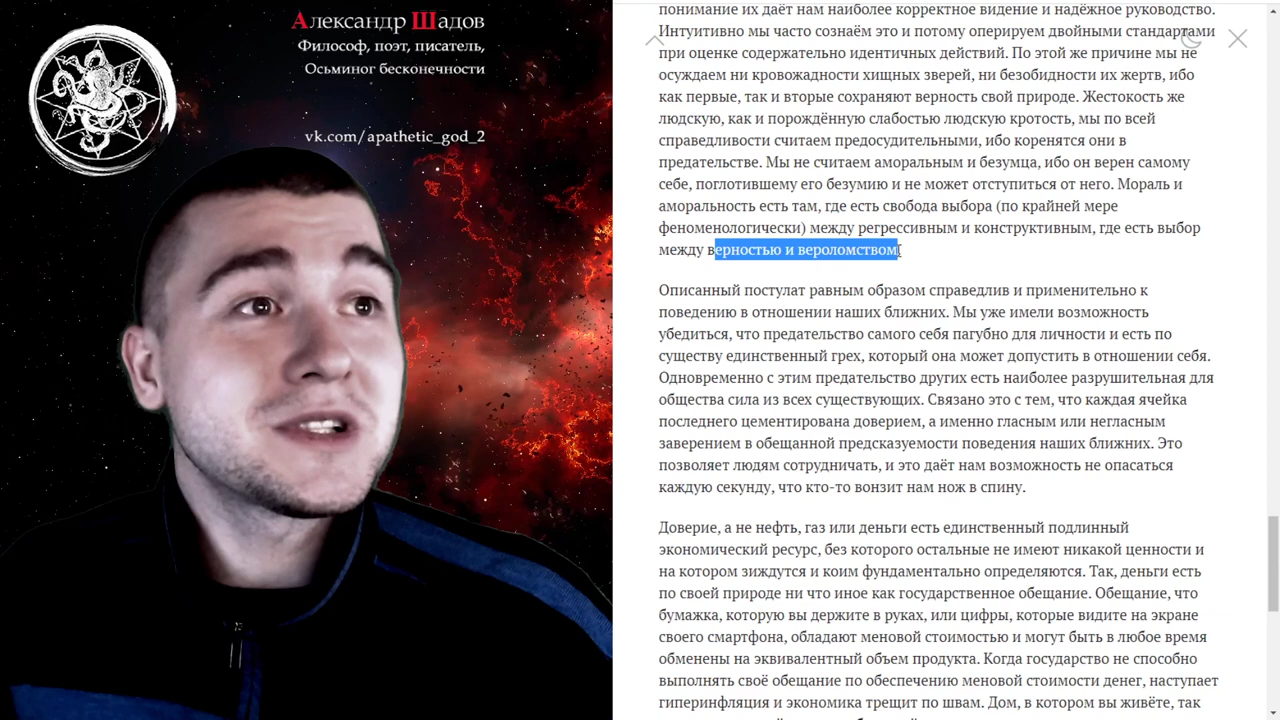 Александр Шадов
Философ, поэт, писатель,
Осьминог бесконечности
vk.com/apathetic_god_2
понимание их даёт нам наиболее корректное видение и надёжное руководство.
Интуитивно мы часто сознаём это и потому оперируем двойными стандартами
при оценке содержательно идентичных действий. По этой же причине мы не
осуждаем ни кровожадности хищных зверей, ни безобидности их жертв, ибо
как первые, так и вторые сохраняют верность свой природе. Жестокость же
людскую, как и порождённую слабостью людскую кротость, мы по всей
справедливости считаем предосудительными, ибо коренятся они в
предательстве. Мы не считаем аморальным и безумца, ибо он верен самому
себе, поглотившему его безумию и не может отступиться от него. Мораль и
аморальность есть там, где есть свобода выбора (по крайней мере
феноменологически) между регрессивным и конструктивным, где есть выбор
между верностью и вероломством.
Описанный постулат равным образом справедлив и применительно к
поведению в отношении наших ближних. Мы уже имели возможность
убедиться, что предательство самого себя пагубно для личности и есть по
существу единственный грех, который она может допустить в отношении себя.
Одновременно с этим предательство других есть наиболее разрушительная для
общества сила из всех существующих. Связано это с тем, что каждая ячейка
последнего цементирована доверием, а именно гласным или негласным
заверением в обещанной предсказуемости поведения наших ближних. Это
позволяет людям сотрудничать, и это даёт нам возможность не опасаться
каждую секунду, что кто-то вонзит нам нож в спину.
Доверие, а не нефть, газ или деньги есть единственный подлинный
экономический ресурс, без которого остальные не имеют никакой ценности и
на котором зиждутся и коим фундаментально определяются. Так, деньги есть
по своей природе ни что иное как государственное обещание. Обещание, что
бумажка, которую вы держите в руках, или цифры, которые видите на экране
своего смартфона, обладают меновой стоимостью и могут быть в любое время
обменены на эквивалентный объем продукта. Когда государство не способно
выполнять своё обещание по обеспечению меновой стоимости денег, наступает
гиперинфляция и экономика трещит по швам. Дом, в котором вы живёте, так